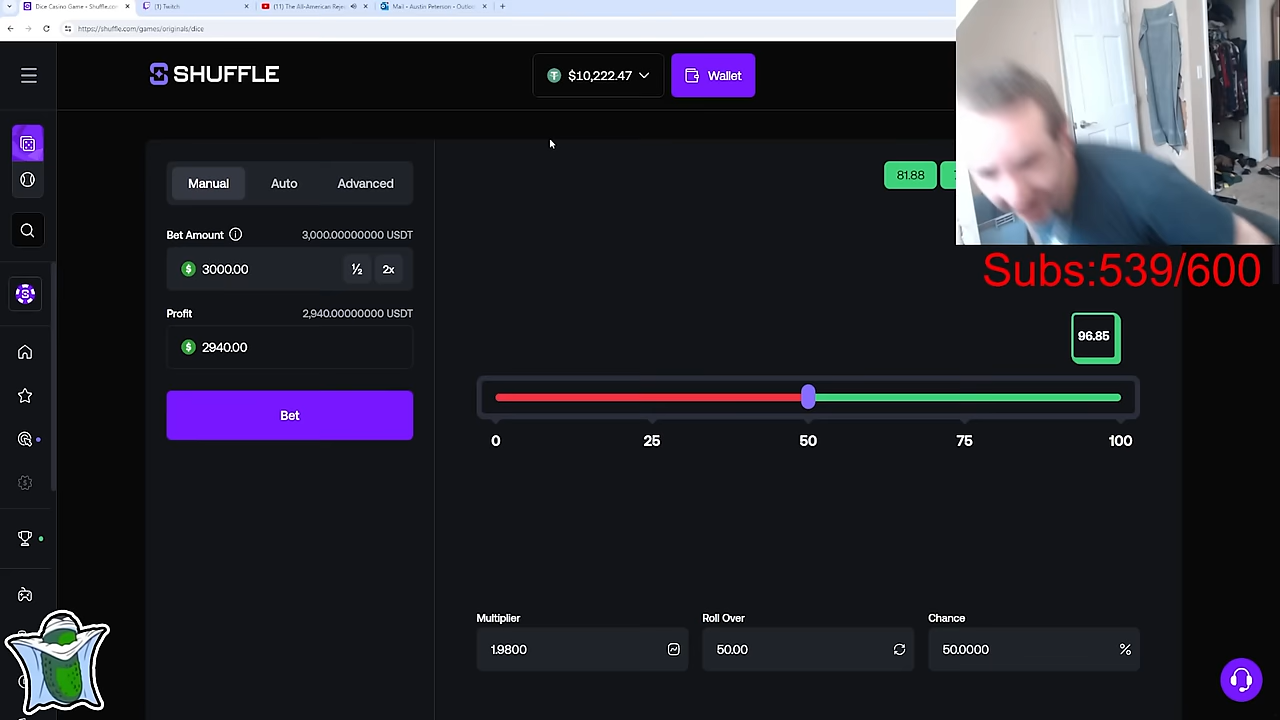 Dice Casino Game • Shuffle.com
(1) Twitch
(11) The All-American Rejec
Mail - Austin Peterson - Outloo
https://shuffle.com/games/originals/dice
SHUFFLE
$10,222.47
Wallet
Manual
Auto
Advanced
81.88
Bet Amount
3,000.00000000 USDT
3000.00
½
2x
Subs:539/600
Profit
2,940.00000000 USDT
2940.00
96.85
Bet
0
25
50
75
100
Multiplier
Roll Over
Chance
1.9800
50.00
50.0000
%